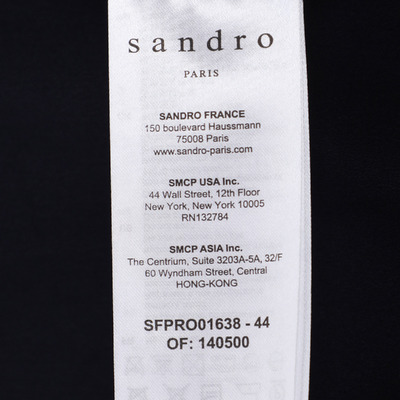 sandro
PARIS
SANDRO FRANCE
150 boulevard Haussmann
75008 Paris
www.sandro-paris.com
SMCP USA Inc.
44 Wall Street, 12th Floor
New York, New York 10005
RN132784
SMCP ASIA Inc.
The Centrium, Suite 3203A-5A, 32/F
60 Wyndham Street, Central
HONG-KONG
SFPRO01638 - 44
OF: 140500